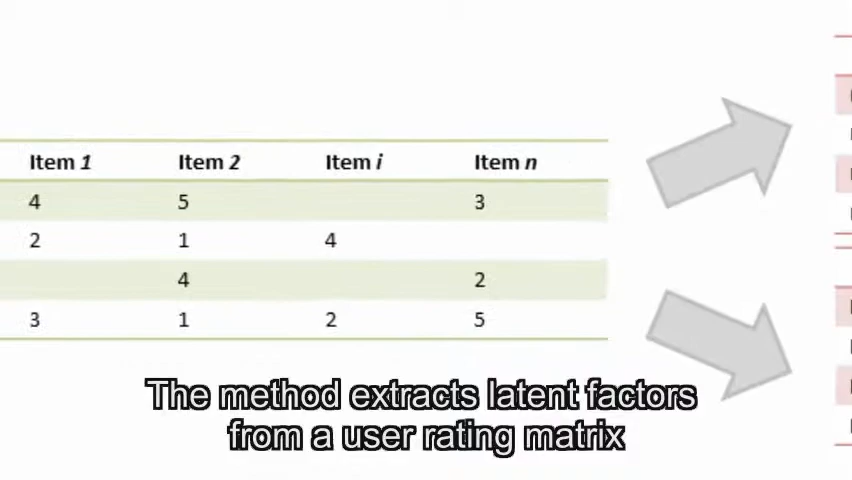 Item 1 Item 2 Item i Item n
4 5 3
2 1 4
4 2
3 1 2 5
The method extracts latent factors
from a user rating matrix